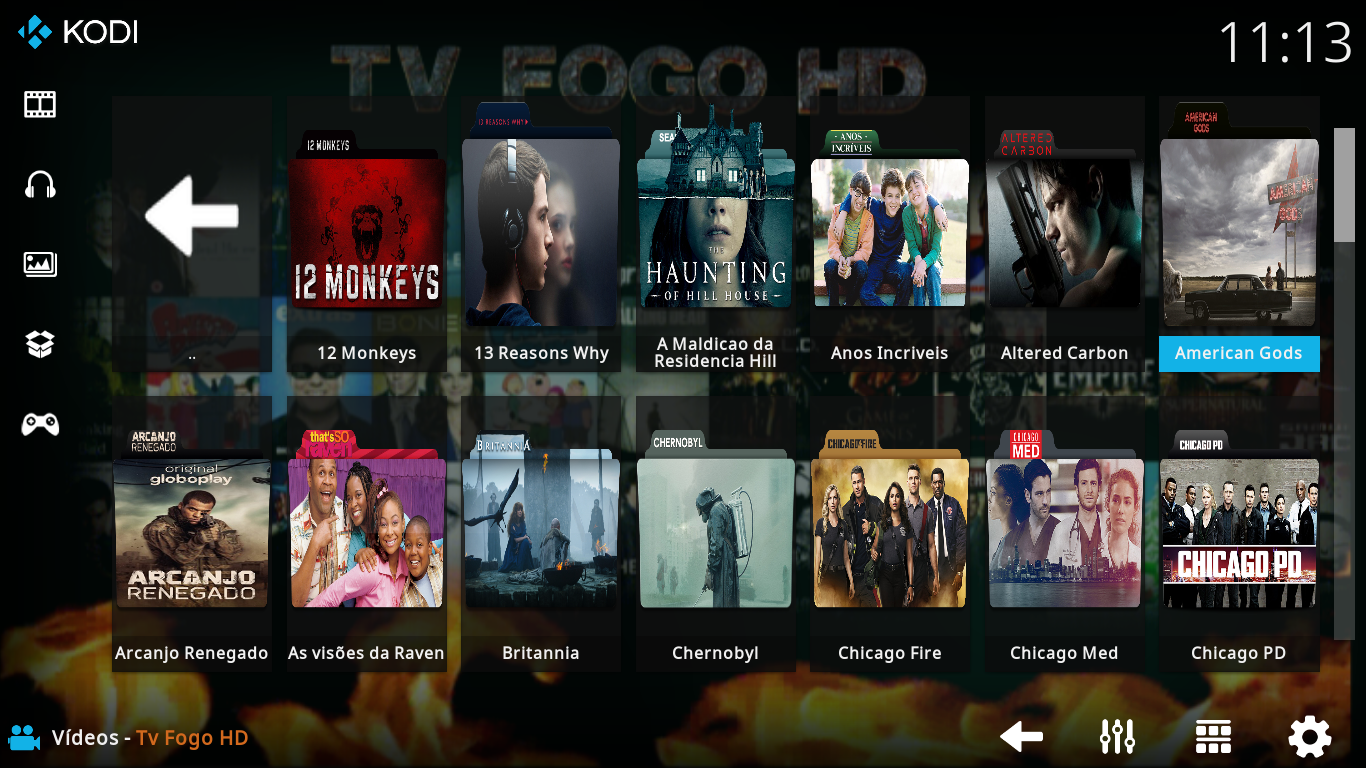 KODI
11:13
TV FOGO HD
12 MONKEYS
12 MONKEYS
12 Monkeys
13 REASONS WHY
13 Reasons Why
THE
HAUNTING
- OF HILL HOUSE -
A Maldicao da
Residencia Hill
· ANOS ·
INCRÍVEIS
Anos Incriveis
ALTERED
CARBON
Altered Carbon
AMERICAN
GODS
AMERICAN
GODS
American Gods
..
ARCANJO
RENEGADO
original
globoplay
ARCANJO
RENEGADO
Arcanjo Renegado
that's SO
raven
As visões da Raven
BRITANNIA
Britannia
CHERNOBYL
Chernobyl
CHICAGO FIRE
Chicago Fire
CHICAGO
MED
Chicago Med
CHICAGO PD
CHICAGO PD
Chicago PD
EMPIRE
BONE
Vídeos - Tv Fogo HD